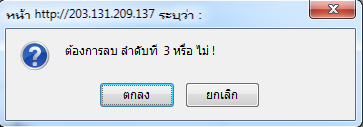 หน้า http://203.131.209.137 ระบุว่า :
ต้องการลบ ลำดับที่ 3 หรือ ไม่ !
ตกลง ยกเลิก